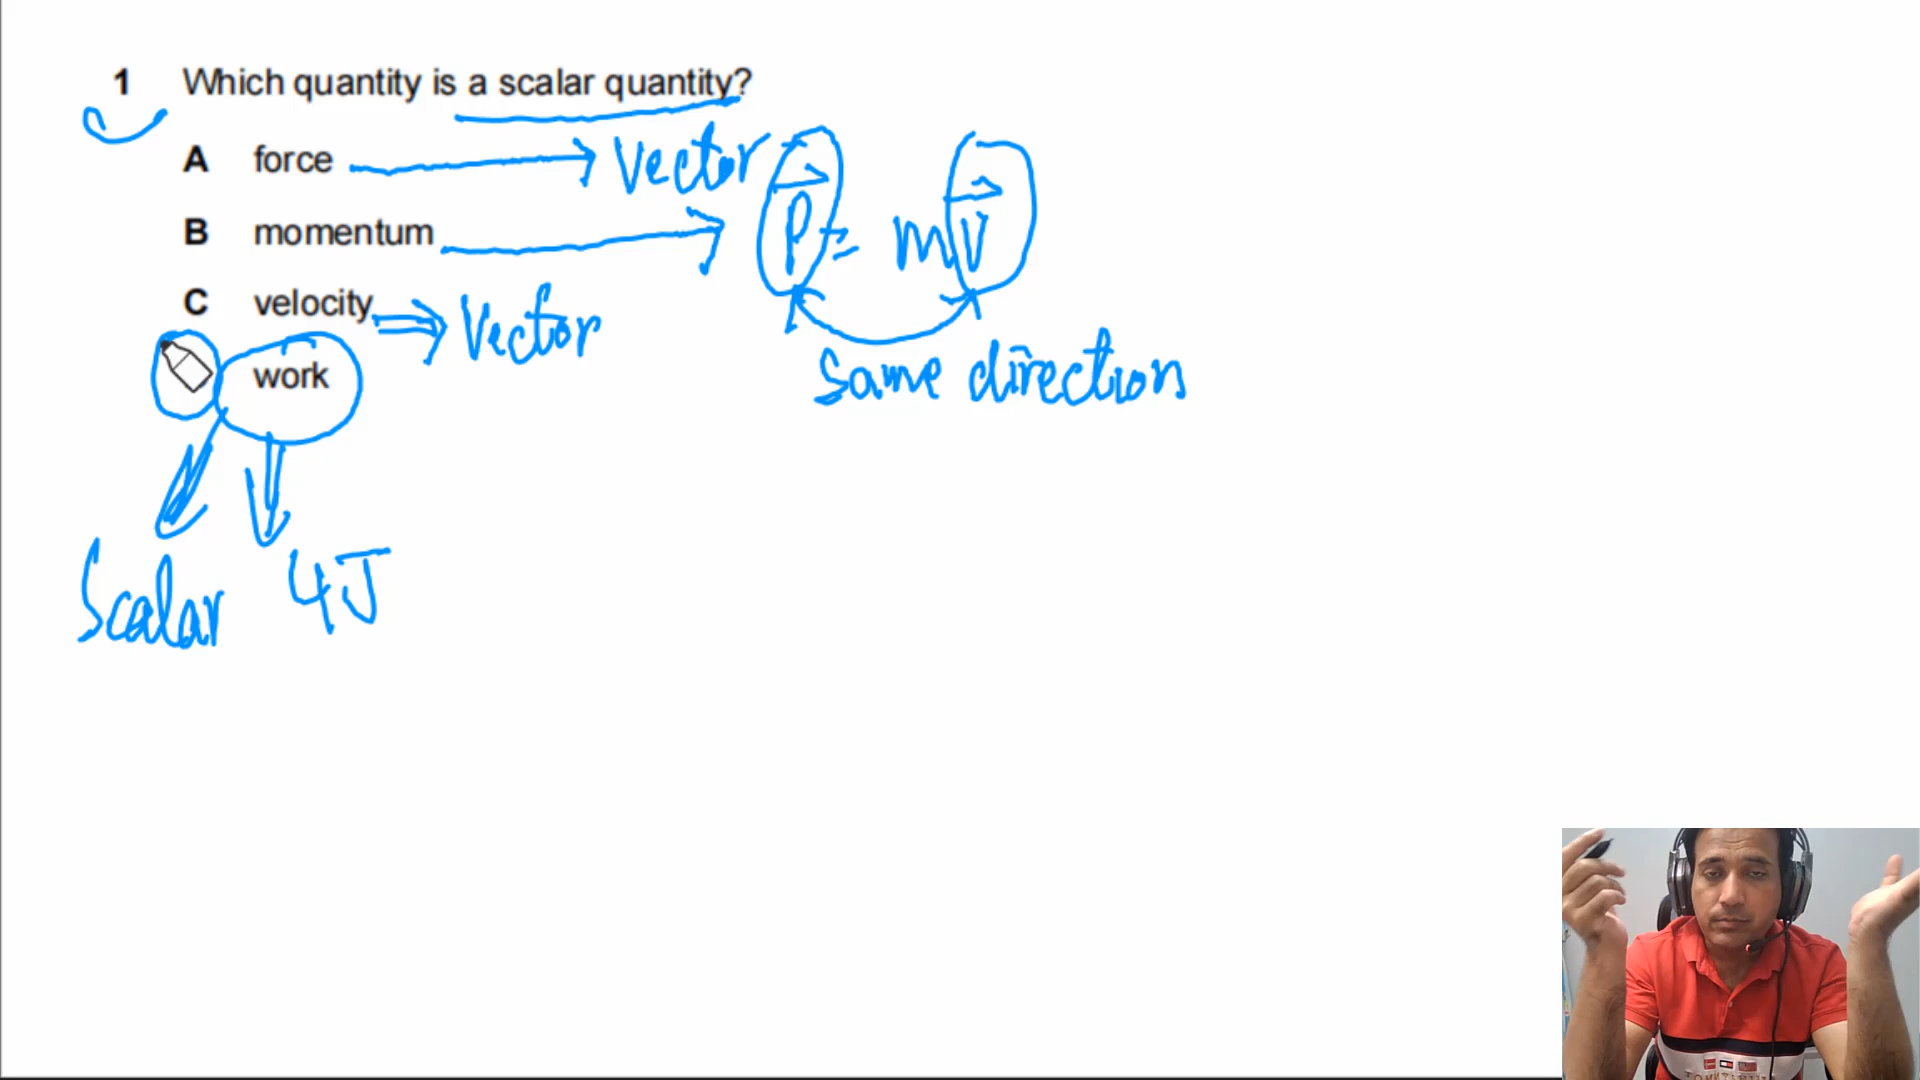 1 Which quantity is a scalar quantity?
A force → Vector
B momentum → P = mV
C velocity ⇒ Vector
work
Same direction
Scalar 4J